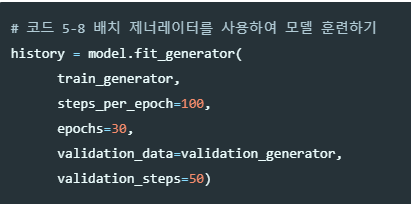 # 코드 5-8 배치 제너레이터를 사용하여 모델 훈련하기
history = model.fit_generator(
      train_generator,
      steps_per_epoch=100,
      epochs=30,
      validation_data=validation_generator,
      validation_steps=50)